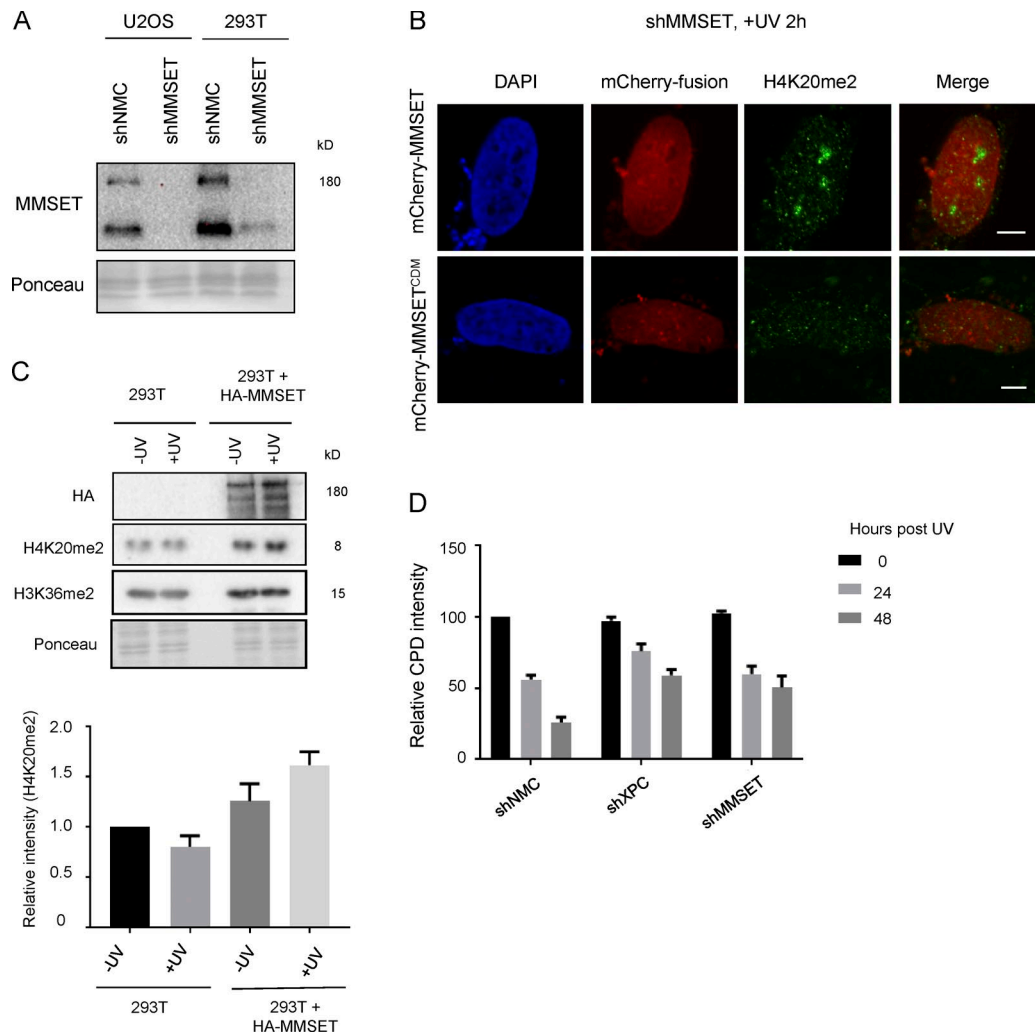 A
U2OS 293T
shNMC shMMSET shNMC shMMSET
kD
MMSET 180
Ponceau
B
shMMSET, +UV 2h
DAPI mCherry-fusion H4K20me2 Merge
mCherry-MMSET
mCherry-MMSETCDM
C
293T 293T +
HA-MMSET
-UV +UV -UV +UV kD
HA 180
H4K20me2 8
H3K36me2 15
Ponceau
Relative intensity (H4K20me2)
2.0
1.5
1.0
0.5
0
-UV +UV -UV +UV
293T 293T +
HA-MMSET
D
Hours post UV
0
24
48
Relative CPD intensity
150
100
50
0
shNMC shXPC shMMSET